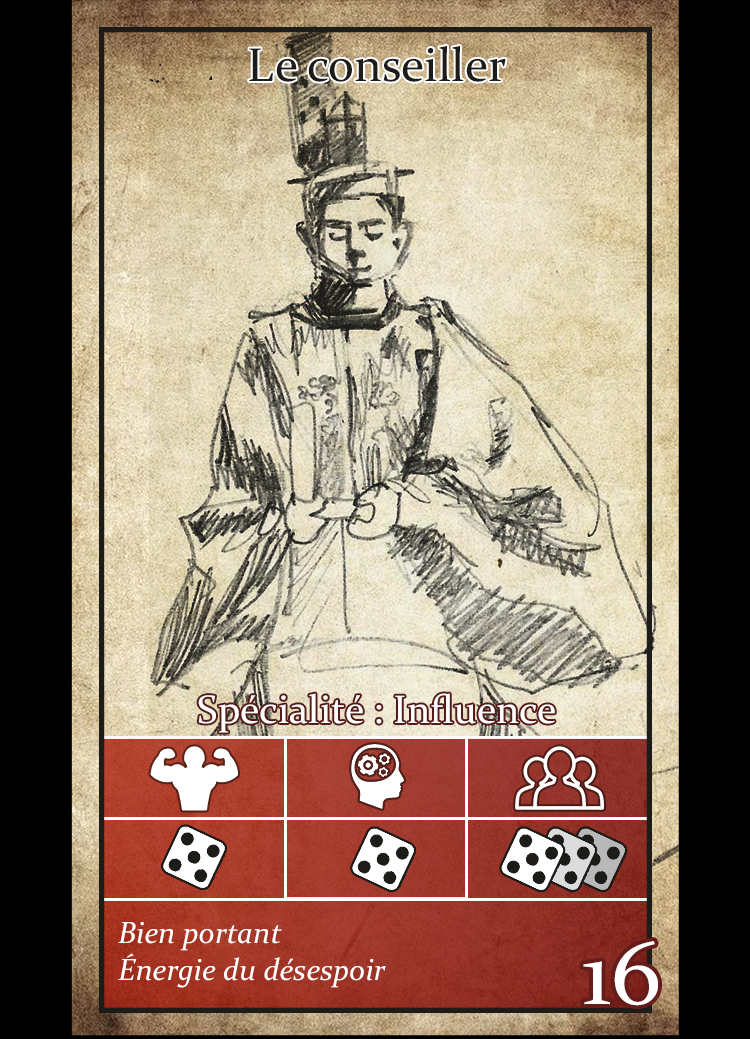 Le conseiller
Spécialité : Influence
Bien portant
Énergie du désespoir
16